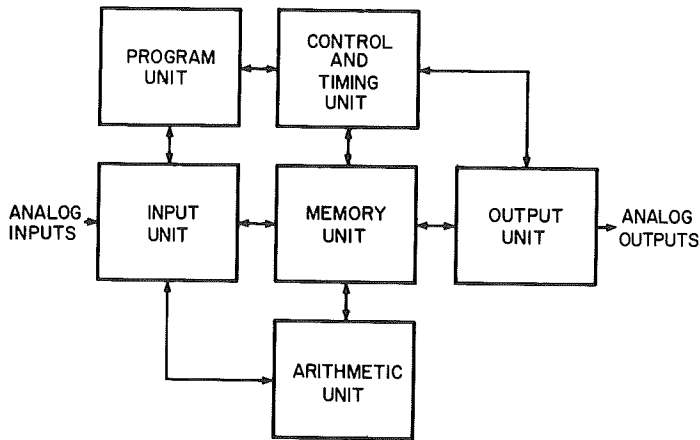 PROGRAM
UNIT
CONTROL
AND
TIMING
UNIT
ANALOG
INPUTS
INPUT
UNIT
MEMORY
UNIT
OUTPUT
UNIT
ANALOG
OUTPUTS
ARITHMETIC
UNIT